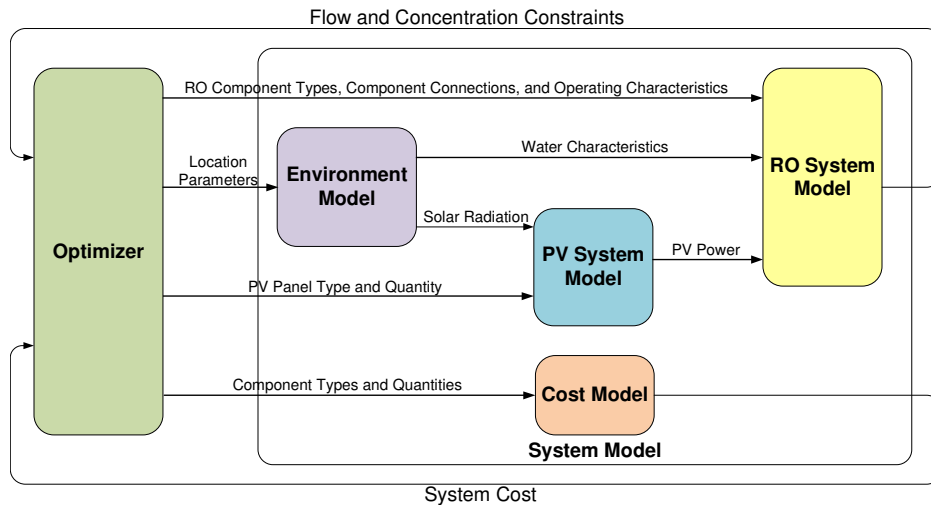 Flow and Concentration Constraints
RO Component Types, Component Connections, and Operating Characteristics
Location
Parameters
Environment
Model
Water Characteristics
RO System
Model
Solar Radiation
Optimizer
PV System
Model
PV Power
PV Panel Type and Quantity
Component Types and Quantities
Cost Model
System Model
System Cost